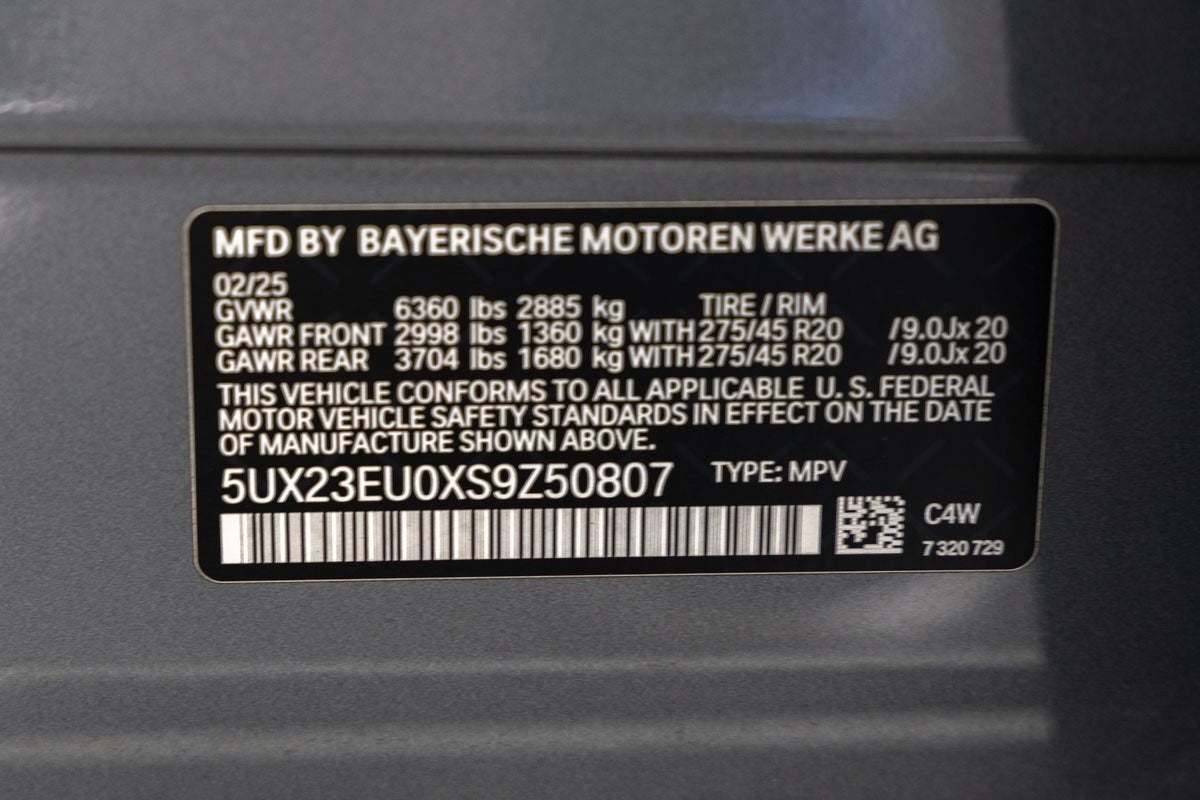 MFD BY BAYERISCHE MOTOREN WERKE AG
02/25
GVWR 6360 lbs 2885 kg TIRE / RIM
GAWR FRONT 2998 lbs 1360 kg WITH 275/45 R20 /9.0Jx 20
GAWR REAR 3704 lbs 1680 kg WITH 275/45 R20 /9.0Jx 20
THIS VEHICLE CONFORMS TO ALL APPLICABLE U. S. FEDERAL
MOTOR VEHICLE SAFETY STANDARDS IN EFFECT ON THE DATE
OF MANUFACTURE SHOWN ABOVE.
5UX23EU0XS9Z50807 TYPE: MPV
C4W
7 320 729